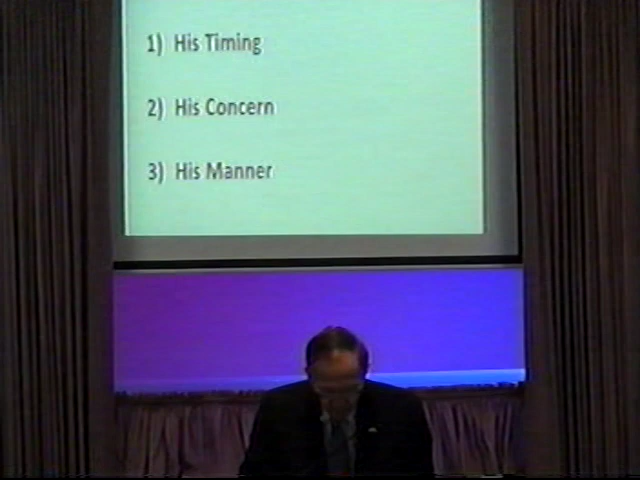 1) His Timing
2) His Concern
3) His Manner